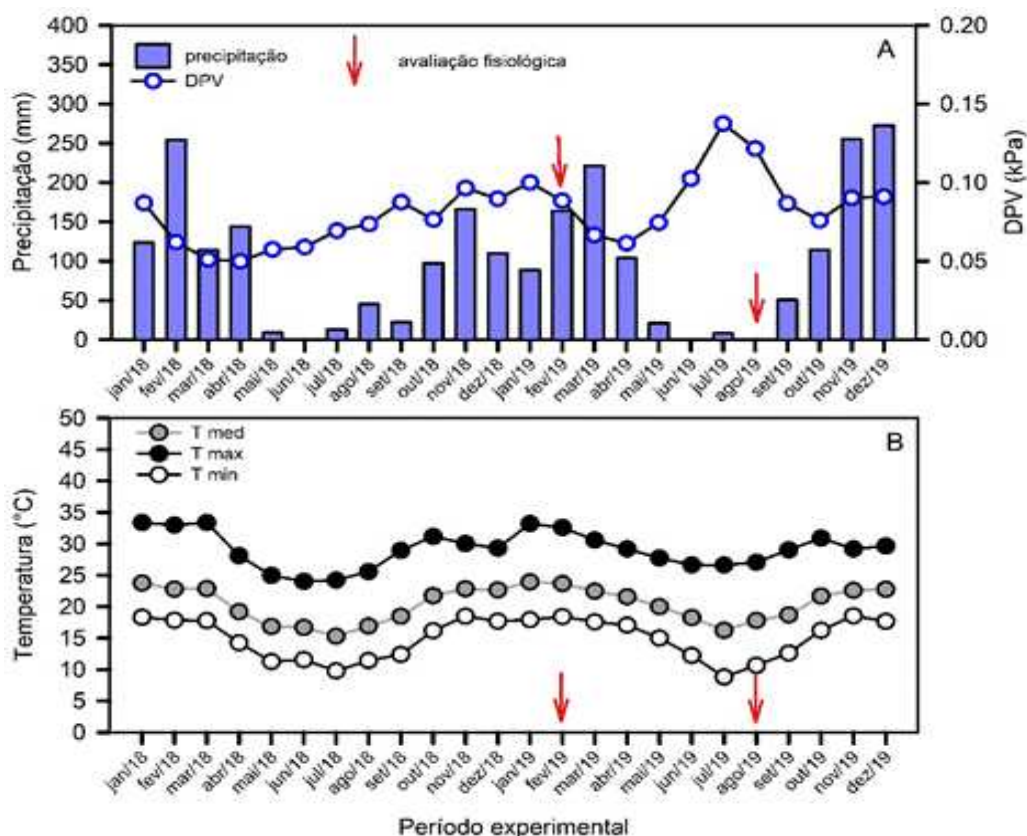 400
350
300
250
200
150
100
50
0
Precipitação (mm)
precipitação
DPV
avaliação fisiológica
A
0.20
0.15
0.10
0.05
0.00
DPV (kPa)
jan/18
fev/18
mar/18
abr/18
mai/18
jun/18
jul/18
ago/18
set/18
out/18
nov/18
dez/18
jan/19
fev/19
mar/19
abr/19
mai/19
jun/19
jul/19
ago/19
set/19
out/19
nov/19
dez/19
50
45
40
35
30
25
20
15
10
5
0
Temperatura (°C)
T med
T max
T min
B
jan/18
fev/18
mar/18
abr/18
mai/18
jun/18
jul/18
ago/18
set/18
out/18
nov/18
dez/18
jan/19
fev/19
mar/19
abr/19
mai/19
jun/19
jul/19
ago/19
set/19
out/19
nov/19
dez/19
Período experimental